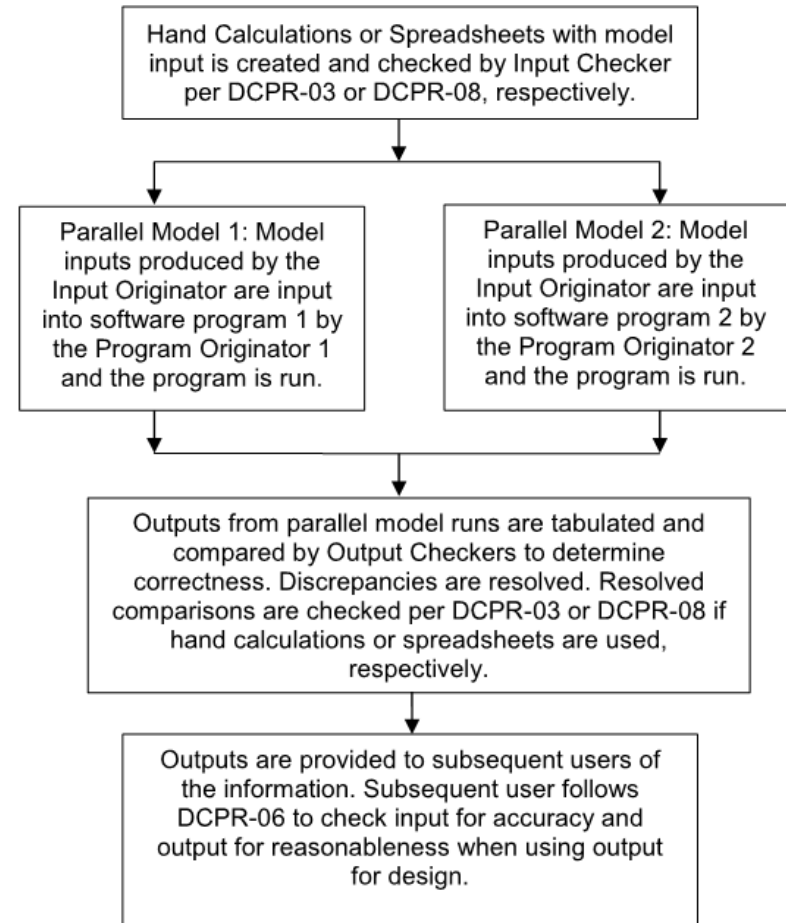 Hand Calculations or Spreadsheets with model
input is created and checked by Input Checker
per DCPR-03 or DCPR-08, respectively.
Parallel Model 1: Model
inputs produced by the
Input Originator are input
into software program 1 by
the Program Originator 1
and the program is run.
Parallel Model 2: Model
inputs produced by the
Input Originator are input
into software program 2 by
the Program Originator 2
and the program is run.
Outputs from parallel model runs are tabulated and
compared by Output Checkers to determine
correctness. Discrepancies are resolved. Resolved
comparisons are checked per DCPR-03 or DCPR-08 if
hand calculations or spreadsheets are used,
respectively.
Outputs are provided to subsequent users of
the information. Subsequent user follows
DCPR-06 to check input for accuracy and
output for reasonableness when using output
for design.